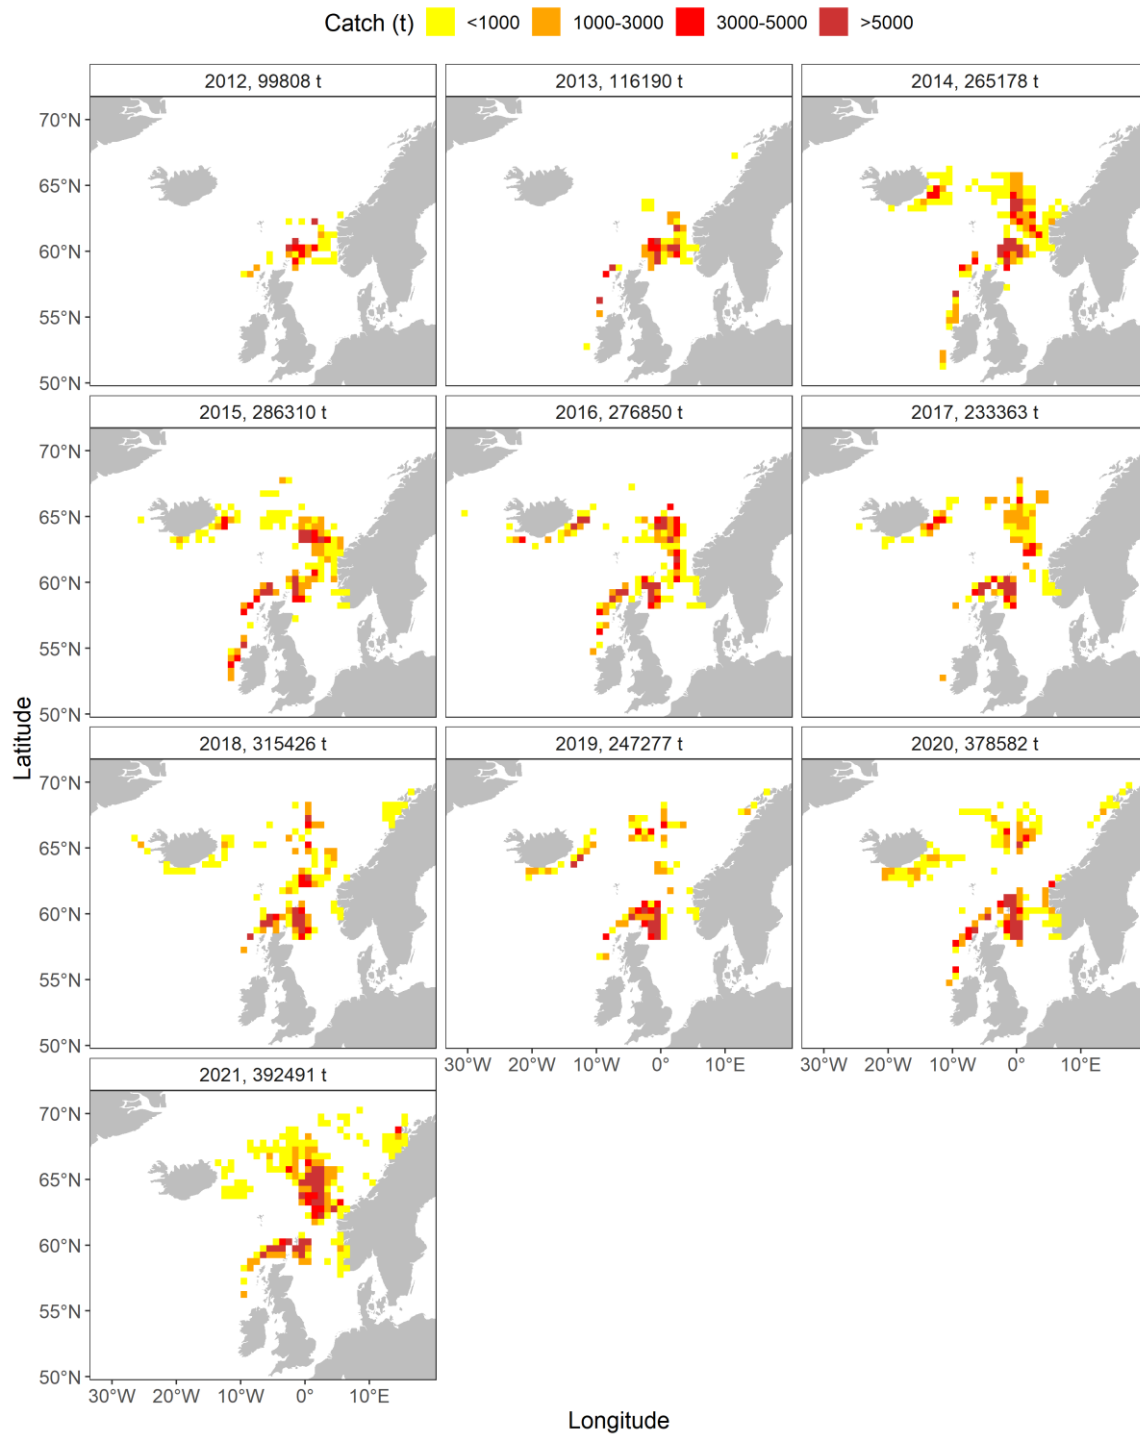 Catch (t) <1000 1000-3000 3000-5000 >5000
2012, 99808 t 2013, 116190 t 2014, 265178 t
70°N
65°N
60°N
55°N
50°N
2015, 286310 t 2016, 276850 t 2017, 233363 t
70°N
65°N
60°N
55°N
50°N
Latitude
2018, 315426 t 2019, 247277 t 2020, 378582 t
70°N
65°N
60°N
55°N
50°N
30°W 20°W 10°W 0° 10°E 30°W 20°W 10°W 0° 10°E
2021, 392491 t
70°N
65°N
60°N
55°N
50°N
30°W 20°W 10°W 0° 10°E
Longitude